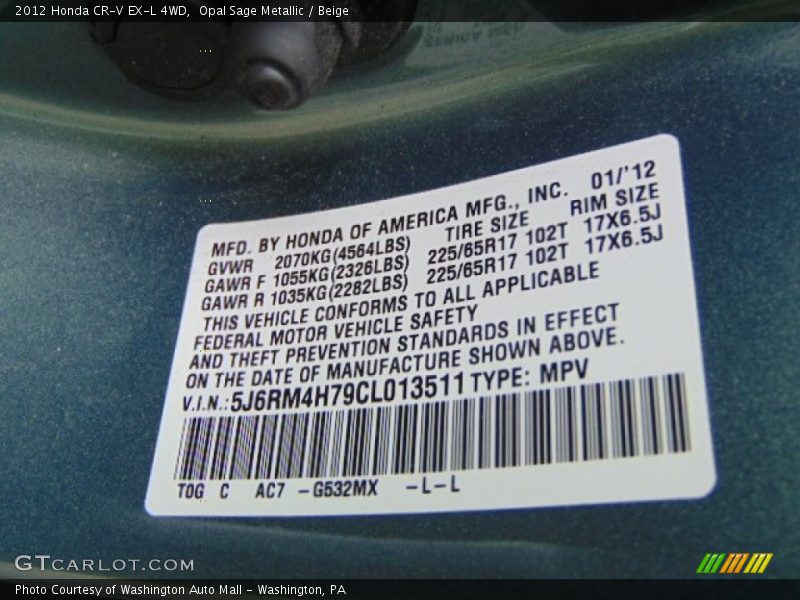 2012 Honda CR-V EX-L 4WD,  Opal Sage Metallic / Beige
MFD. BY HONDA OF AMERICA MFG., INC. 01/'12
GVWR 2070KG(4564LBS) TIRE SIZE RIM SIZE
GAWR F 1055KG(2326LBS) 225/65R17 102T 17X6.5J
GAWR R 1035KG(2282LBS) 225/65R17 102T 17X6.5J
THIS VEHICLE CONFORMS TO ALL APPLICABLE
FEDERAL MOTOR VEHICLE SAFETY
AND THEFT PREVENTION STANDARDS IN EFFECT
ON THE DATE OF MANUFACTURE SHOWN ABOVE.
V.I.N.:5J6RM4H79CL013511 TYPE: MPV
T0G C AC7 -G532MX -L-L
GTCARLOT.COM
Photo Courtesy of Washington Auto Mall - Washington, PA